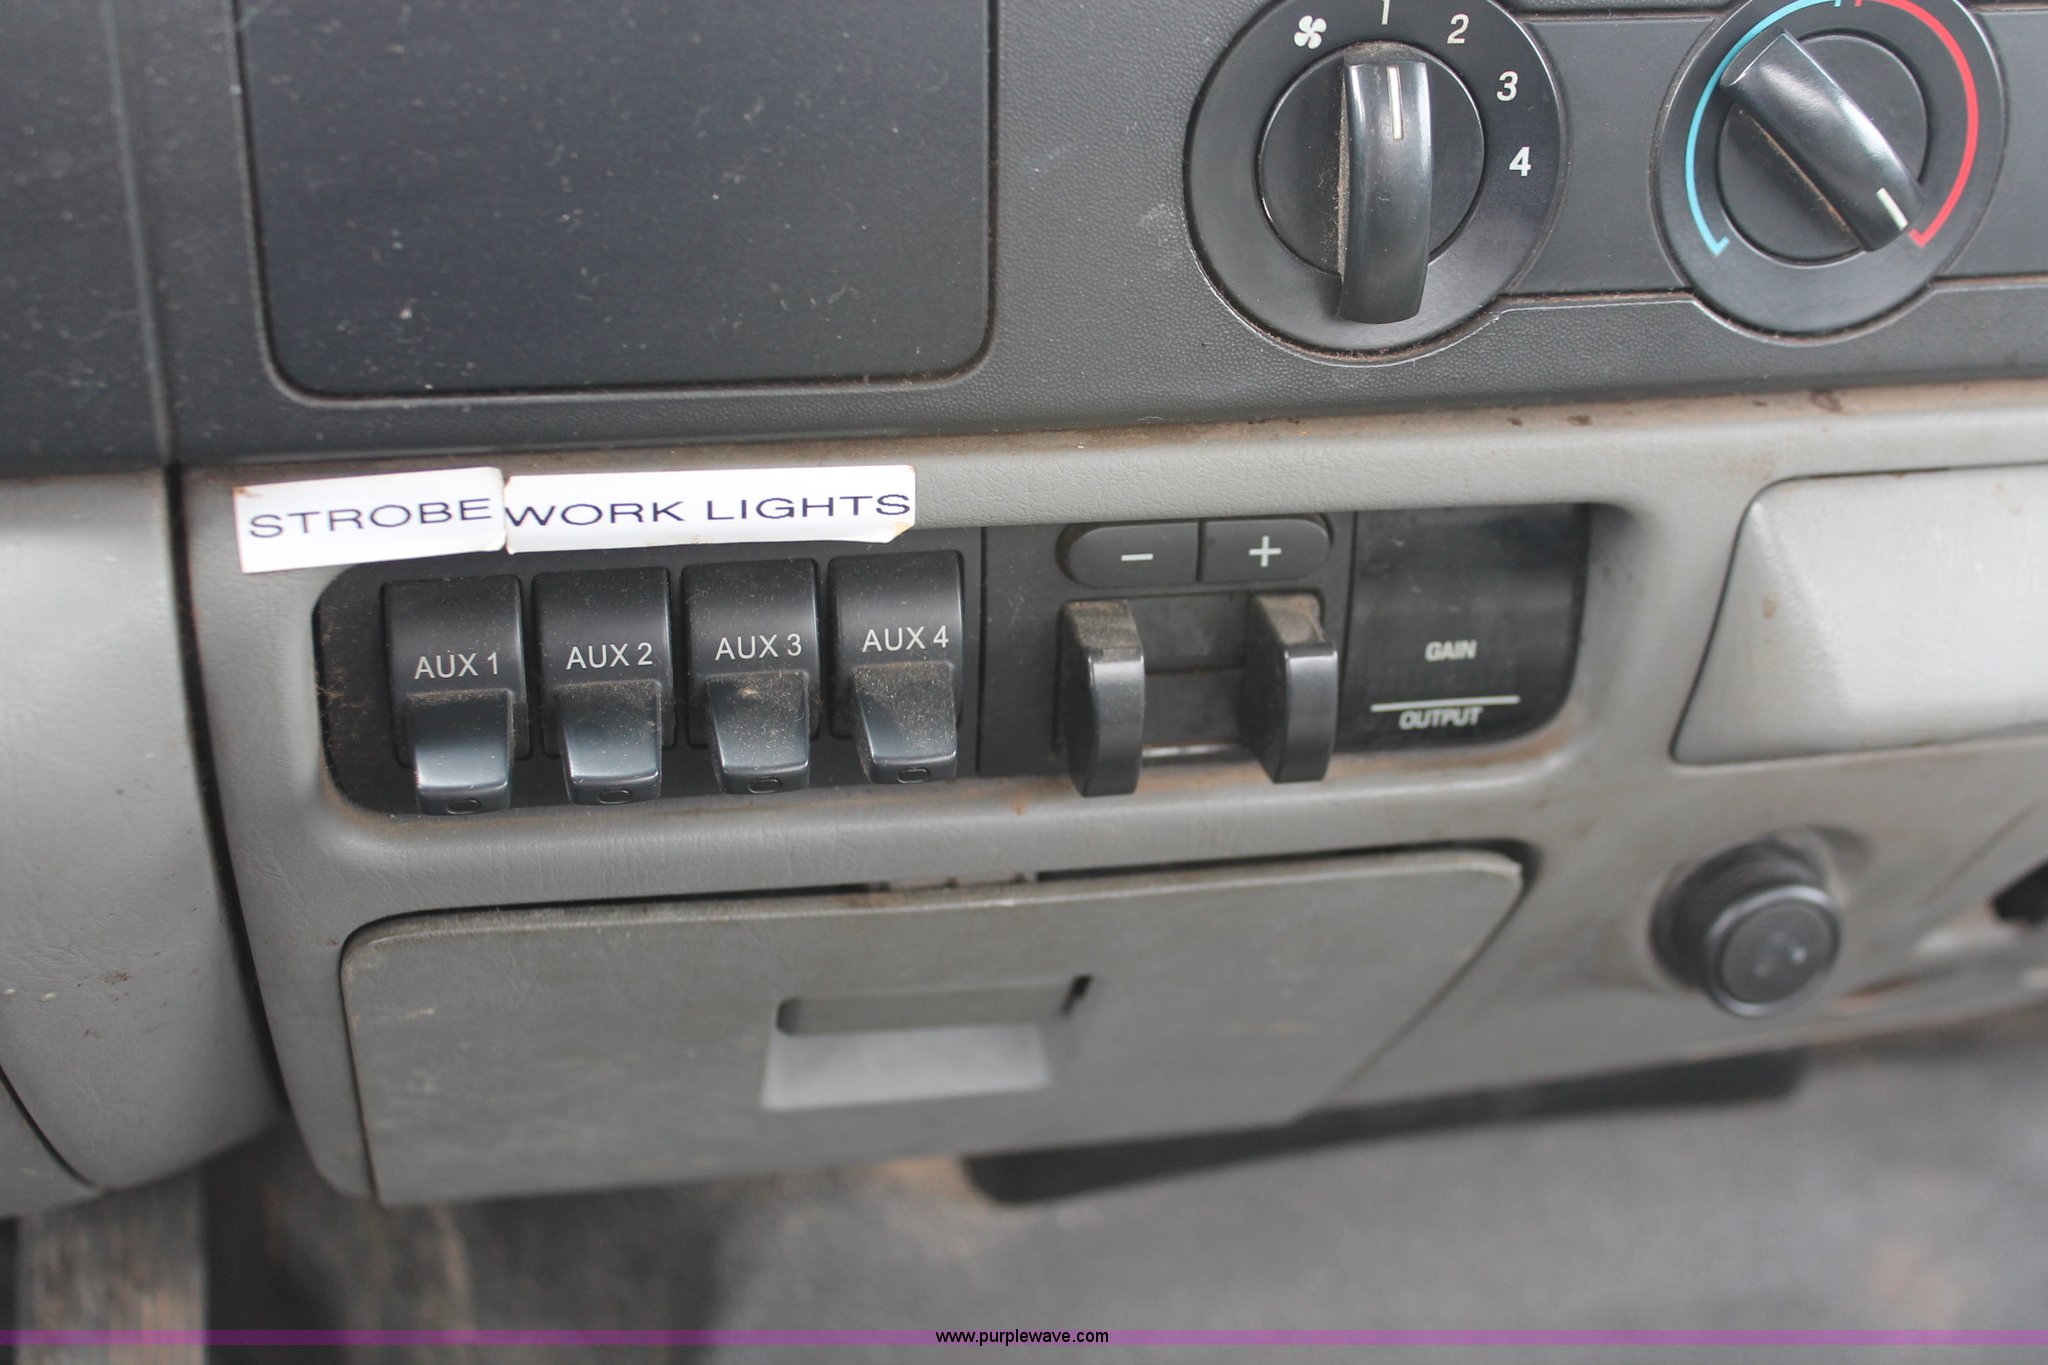 1
2
3
4
STROBE WORK LIGHTS
AUX 1 AUX 2 AUX 3 AUX 4
- +
GAIN
OUTPUT
www.purplewave.com